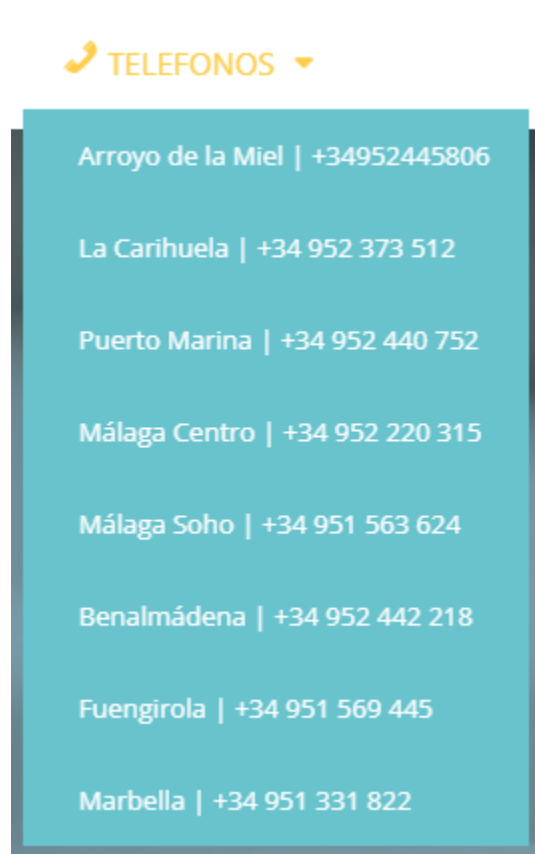 TELEFONOS
Arroyo de la Miel | +34952445806
La Carihuela | +34 952 373 512
Puerto Marina | +34 952 440 752
Málaga Centro | +34 952 220 315
Málaga Soho | +34 951 563 624
Benalmádena | +34 952 442 218
Fuengirola | +34 951 569 445
Marbella | +34 951 331 822